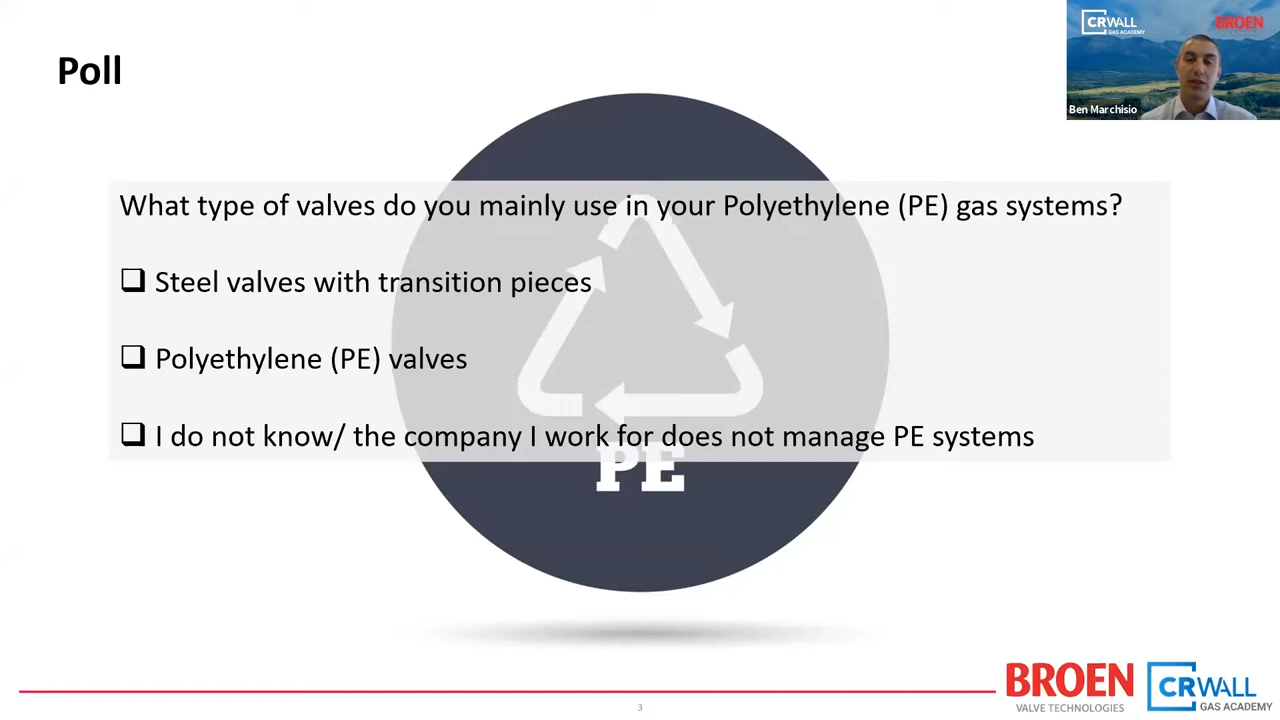 Poll
CRWALL
GAS ACADEMY
BROEN
Ben Marchisio
What type of valves do you mainly use in your Polyethylene (PE) gas systems?
❑ Steel valves with transition pieces
❑ Polyethylene (PE) valves
❑ I do not know/ the company I work for does not manage PE systems
PE
3
BROEN
VALVE TECHNOLOGIES
CRWALL
GAS ACADEMY